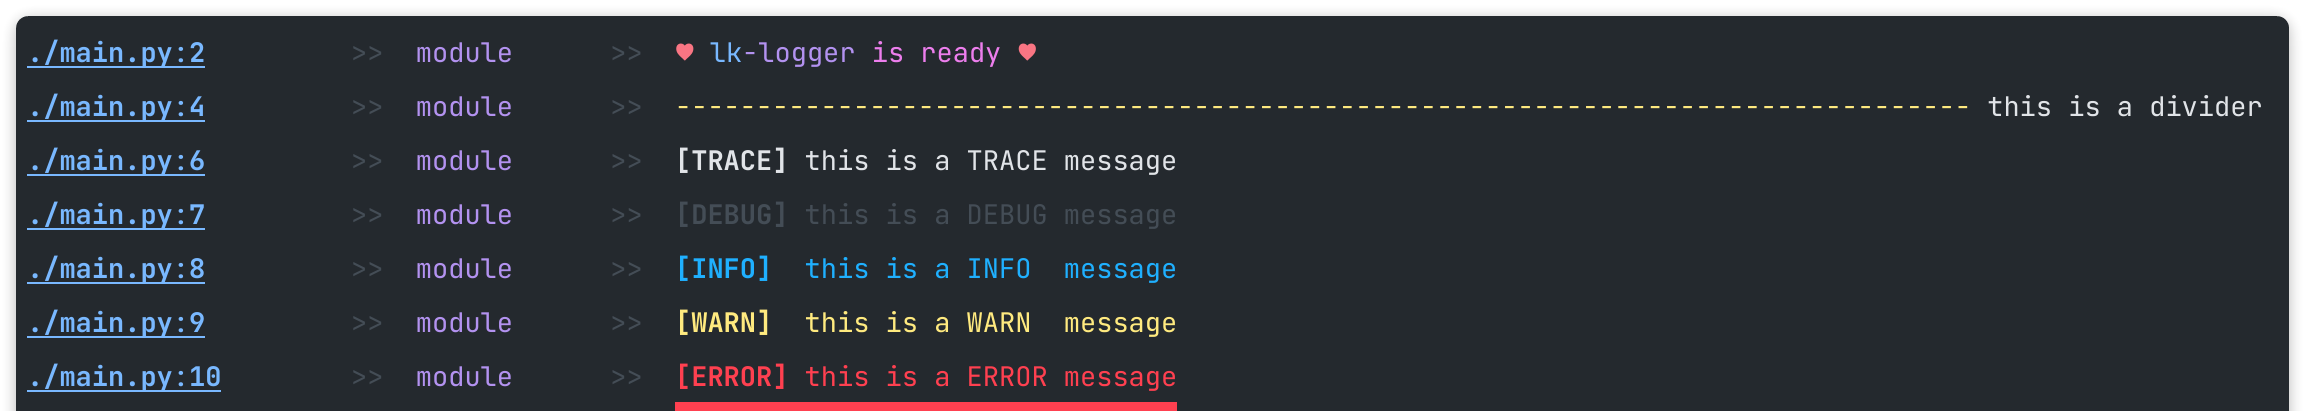 ./main.py:2 >> module >> ♥ lk-logger is ready ♥
./main.py:4 >> module >> -------------------------------------------------------------------------------- this is a divider
./main.py:6 >> module >> [TRACE] this is a TRACE message
./main.py:7 >> module >> [DEBUG] this is a DEBUG message
./main.py:8 >> module >> [INFO]  this is a INFO  message
./main.py:9 >> module >> [WARN]  this is a WARN  message
./main.py:10 >> module >> [ERROR] this is a ERROR message